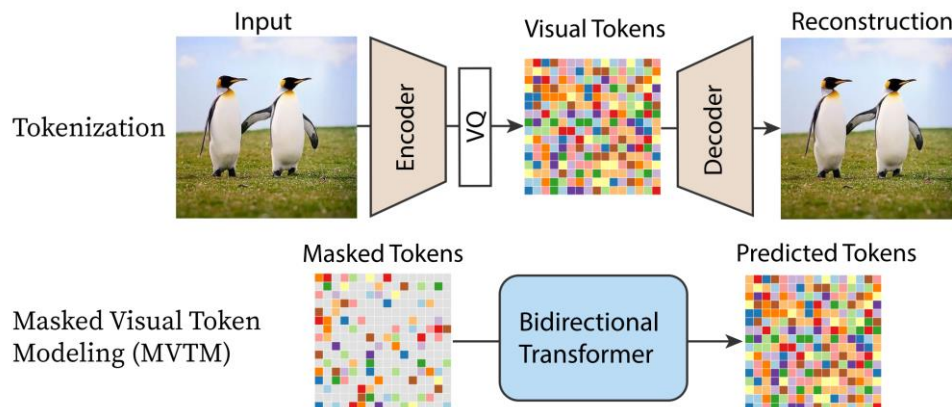 Input
Visual Tokens
Reconstruction
Tokenization
Encoder
VQ
Decoder
Masked Tokens
Predicted Tokens
Masked Visual Token
Modeling (MVTM)
Bidirectional
Transformer